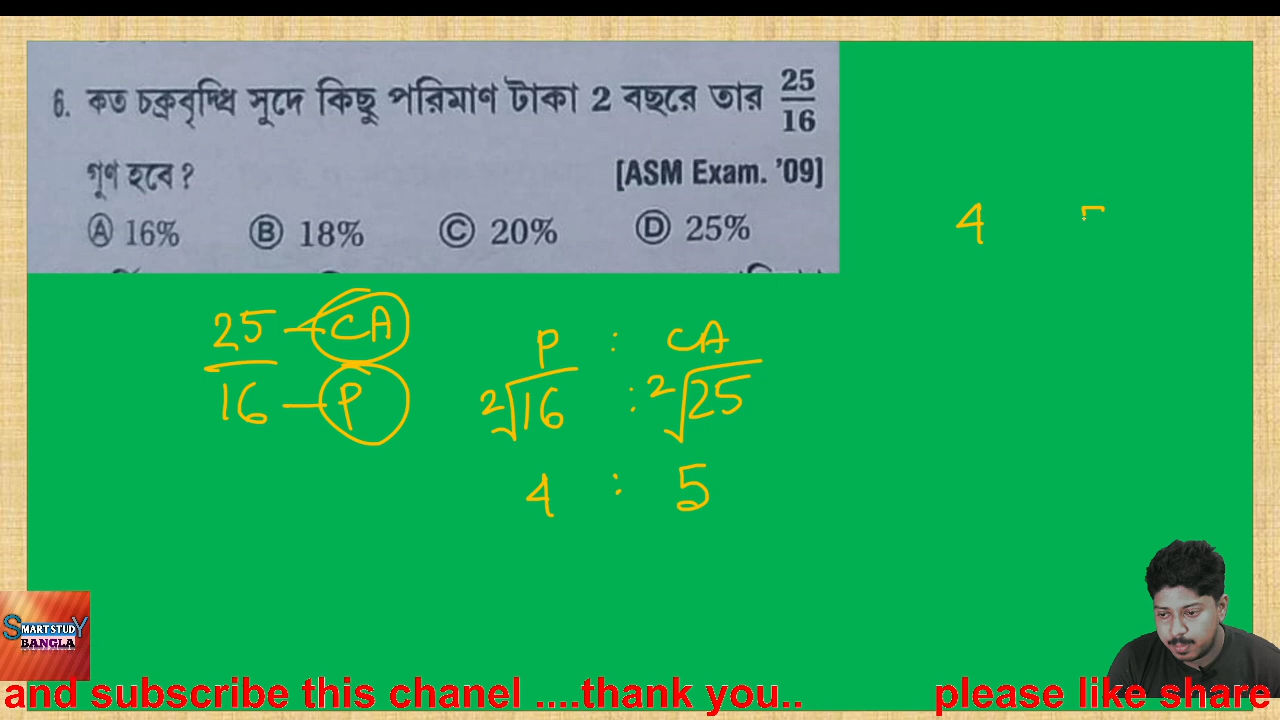 6. কত চক্রবৃদ্ধি সুদে কিছু পরিমাণ টাকা 2 বছরে তার 25/16
গুণ হবে ? [ASM Exam. '09]
Ⓐ 16% Ⓑ 18% Ⓒ 20% Ⓓ 25%
4
25 — CA
16 — P
P : CA
²√16 : ²√25
4 : 5
SMART STUDY
BANGLA
and subscribe this chanel ....thank you.. please like share